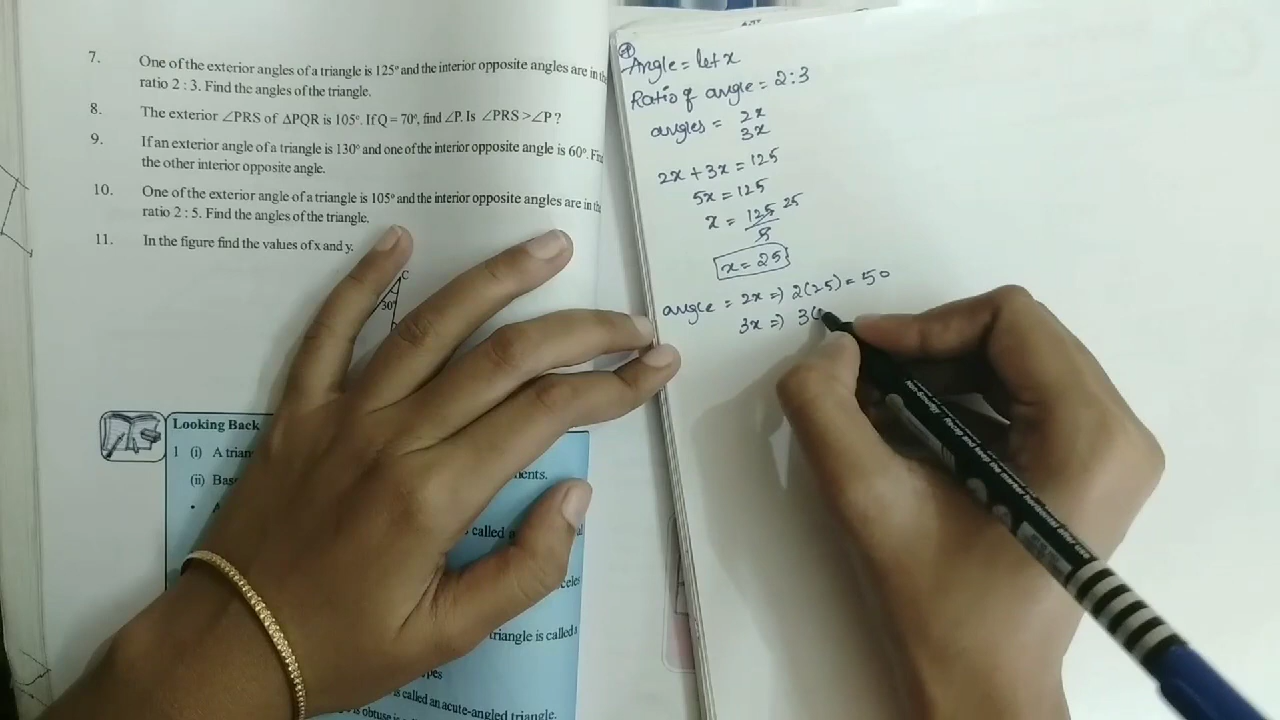 7. One of the exterior angles of a triangle is 125° and the interior opposite angles are in th
ratio 2 : 3. Find the angles of the triangle.
8. The exterior ∠PRS of ΔPQR is 105°. If Q = 70°, find ∠P. Is ∠PRS > ∠P ?
9. If an exterior angle of a triangle is 130° and one of the interior opposite angle is 60°. Fin
the other interior opposite angle.
10. One of the exterior angle of a triangle is 105° and the interior opposite angles are in the
ratio 2 : 5. Find the angles of the triangle.
11. In the figure find the values of x and y.
C
30°
Looking Back
1 (i) A trian
(ii) Bas
• A
nents.
called a
triangle is called a
ypes
is called an acute-angled triangle.
Angle = let x
Ratio of angle = 2:3
angles = 2x
3x
2x + 3x = 125
5x = 125
x = 125 25
5
x = 25
angle = 2x => 2(25) = 50
3x => 3(